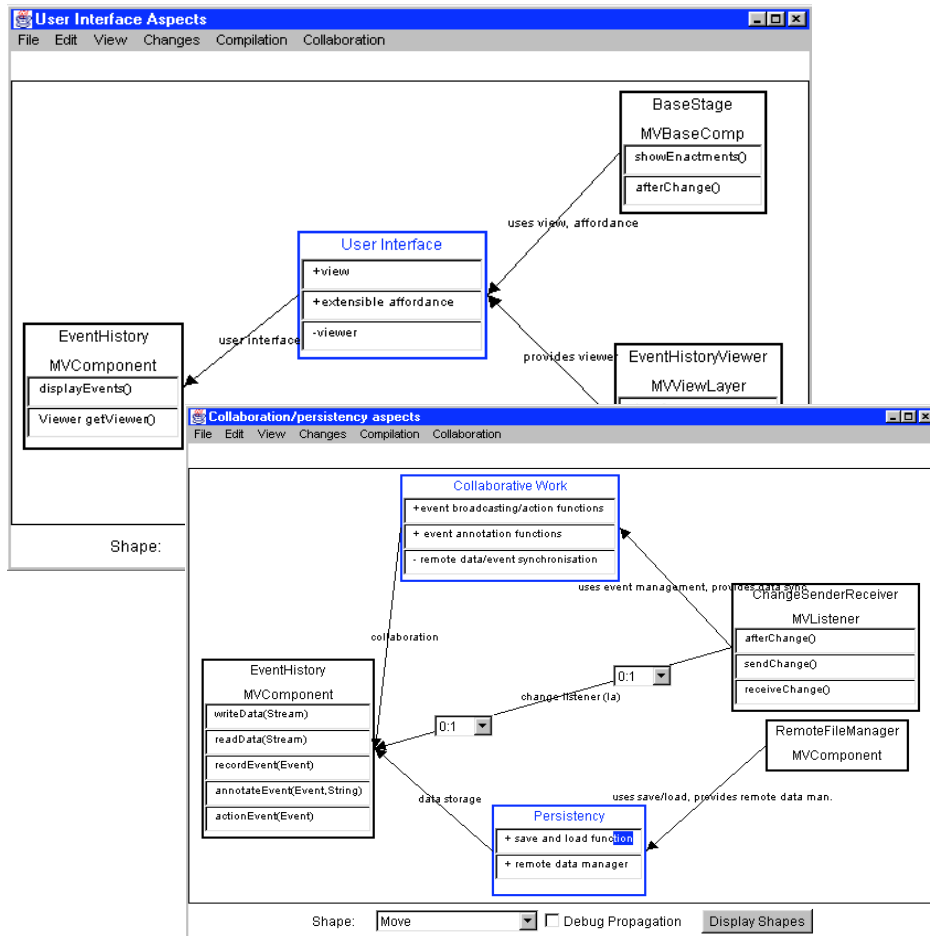 User Interface Aspects
File Edit View Changes Compilation Collaboration
BaseStage
MVBaseComp
showEnactments()
afterChange()
uses view, affordance
User Interface
+view
+extensible affordance
-viewer
user interface
EventHistory
MVComponent
displayEvents()
Viewer getViewer()
provides viewer
EventHistoryViewer
MVViewLayer
Shape:
Collaboration/persistency aspects
File Edit View Changes Compilation Collaboration
Collaborative Work
+event broadcasting/action functions
+ event annotation functions
- remote data/event synchronisation
uses event management, provides data sync.
ChangeSenderReceiver
MVListener
afterChange()
sendChange()
receiveChange()
collaboration
0:1
change listener (la)
0:1
EventHistory
MVComponent
writeData(Stream)
readData(Stream)
recordEvent(Event)
annotateEvent(Event,String)
actionEvent(Event)
RemoteFileManager
MVComponent
data storage
uses save/load, provides remote data man.
Persistency
+ save and load function
+ remote data manager
Shape: Move Debug Propagation Display Shapes